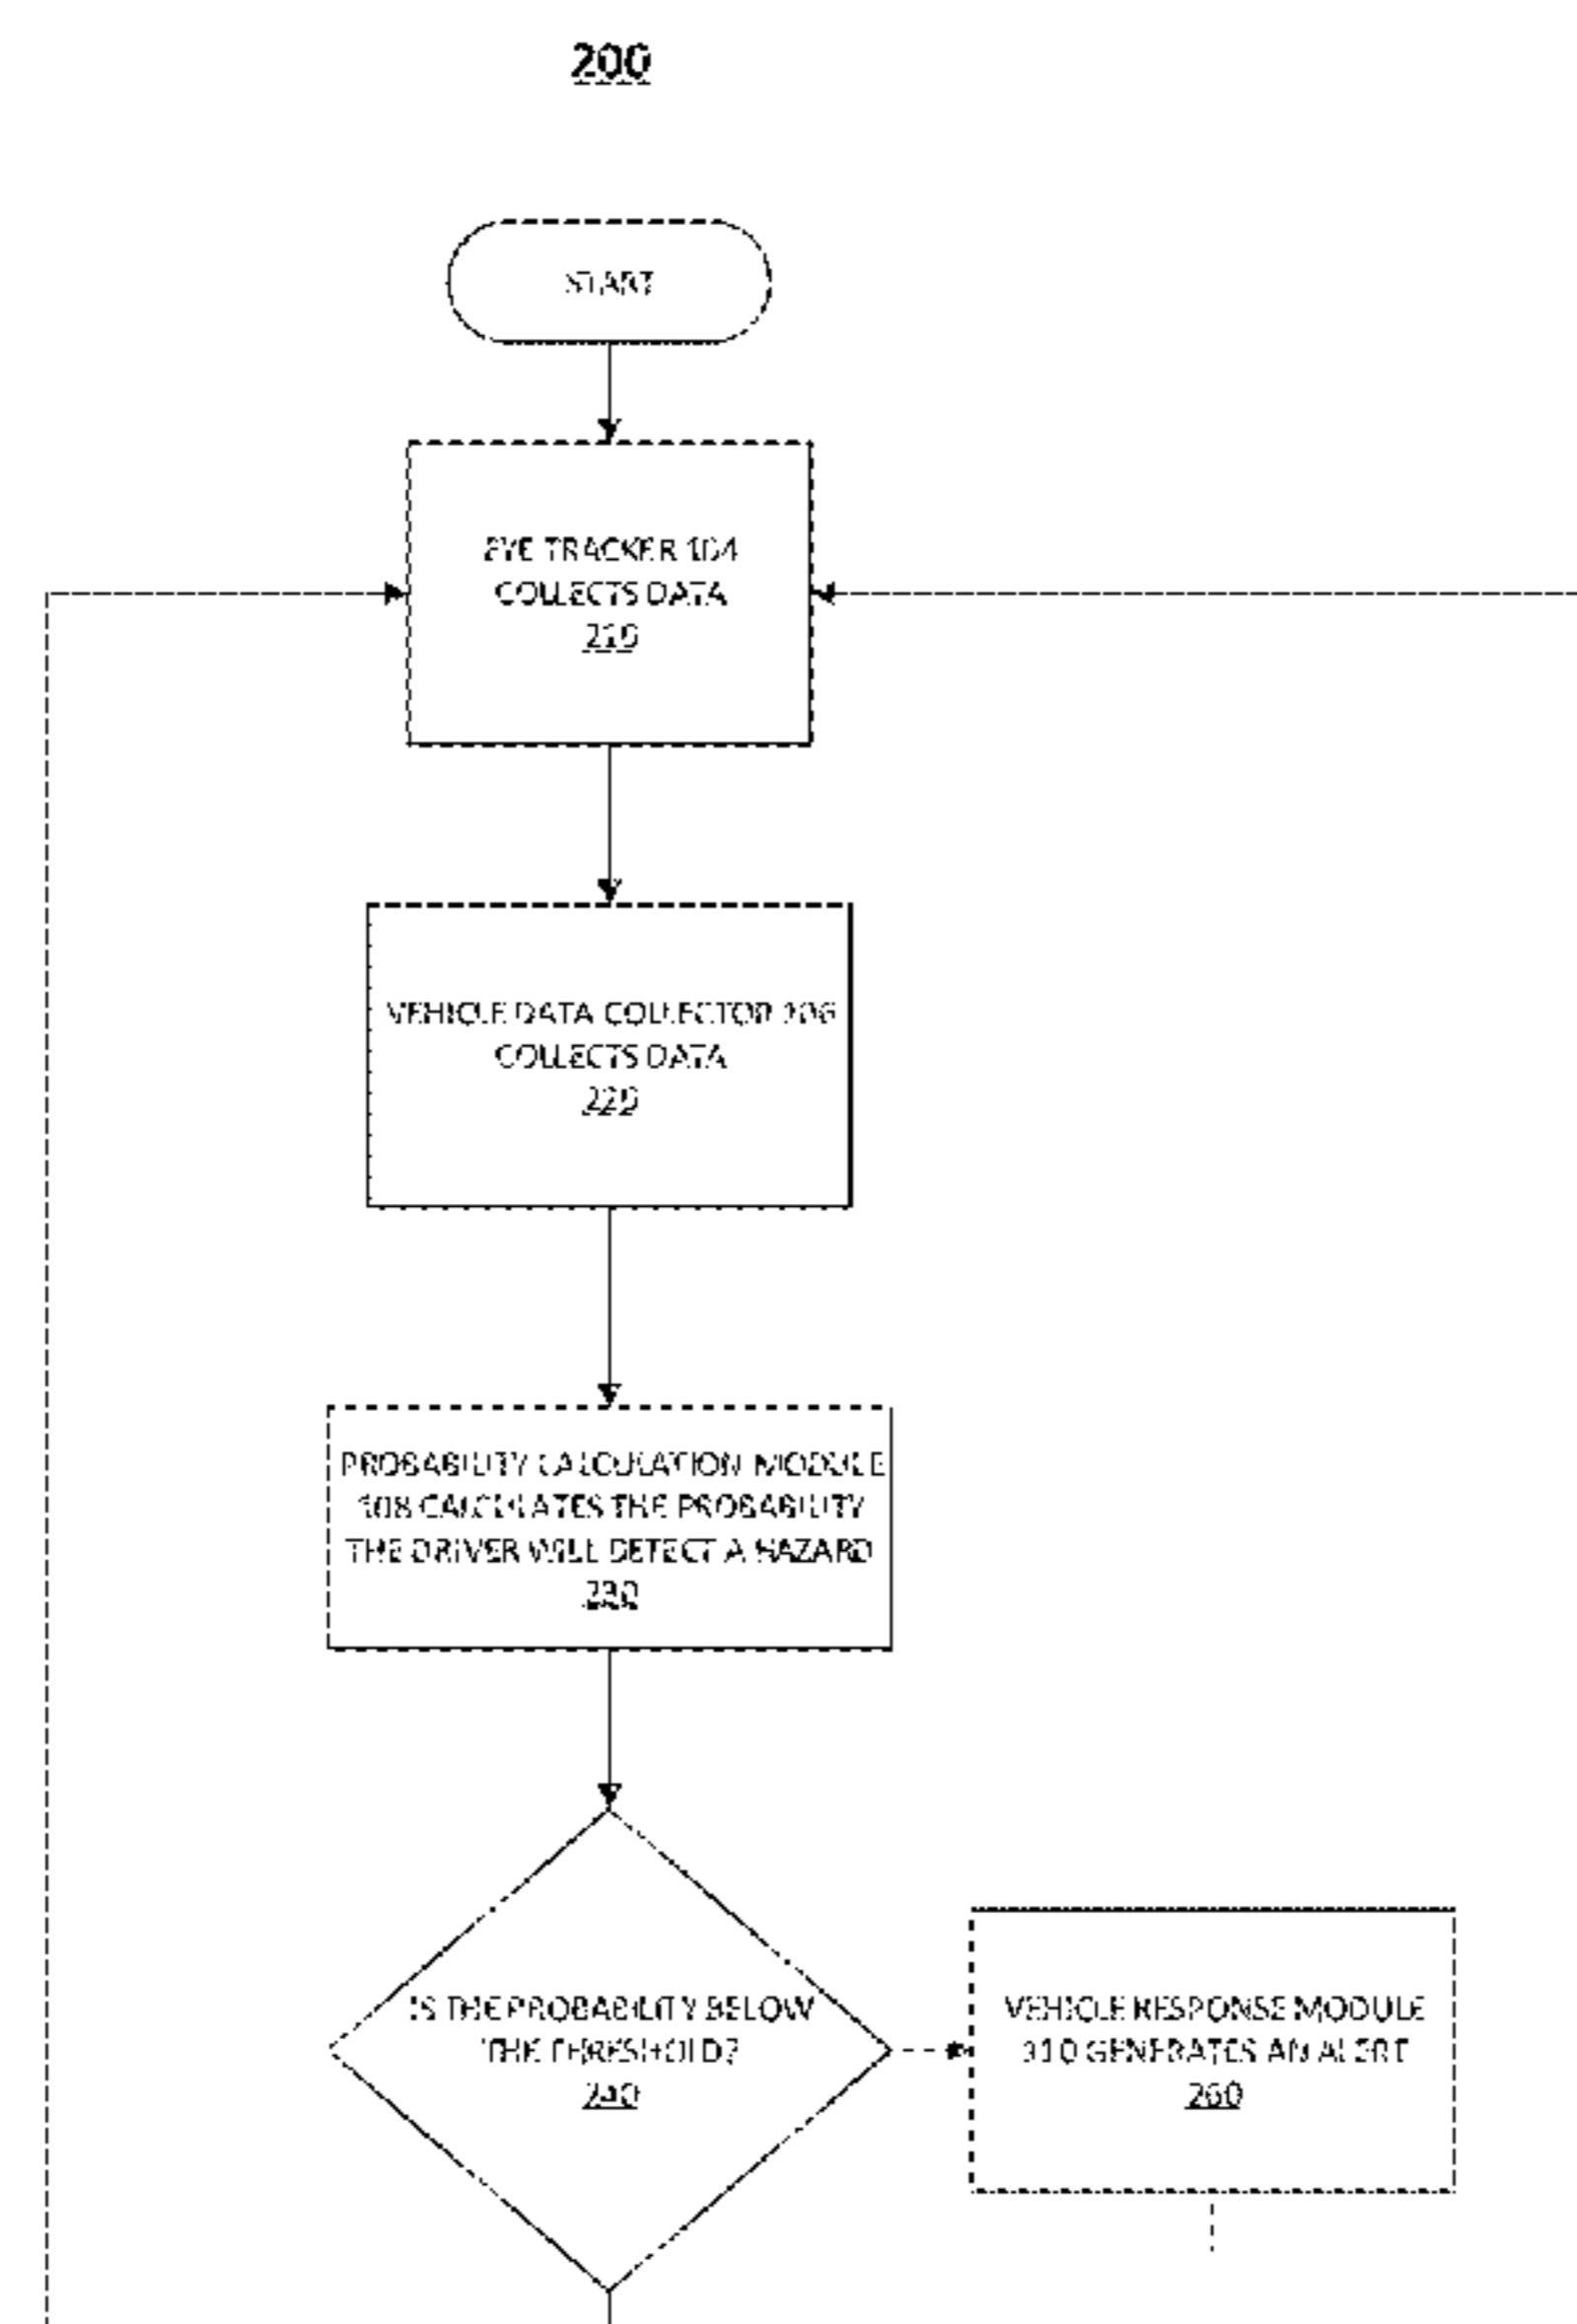 200
START
EYE TRACKER 104
COLLECTS DATA
210
VEHICLE DATA COLLECTOR 106
COLLECTS DATA
220
PROBABILITY CALCULATION MODULE
108 CALCULATES THE PROBABILITY
THE DRIVER WILL DETECT A HAZARD
230
IS THE PROBABILITY BELOW
THE THRESHOLD?
240
VEHICLE RESPONSE MODULE
110 GENERATES AN ALERT
260